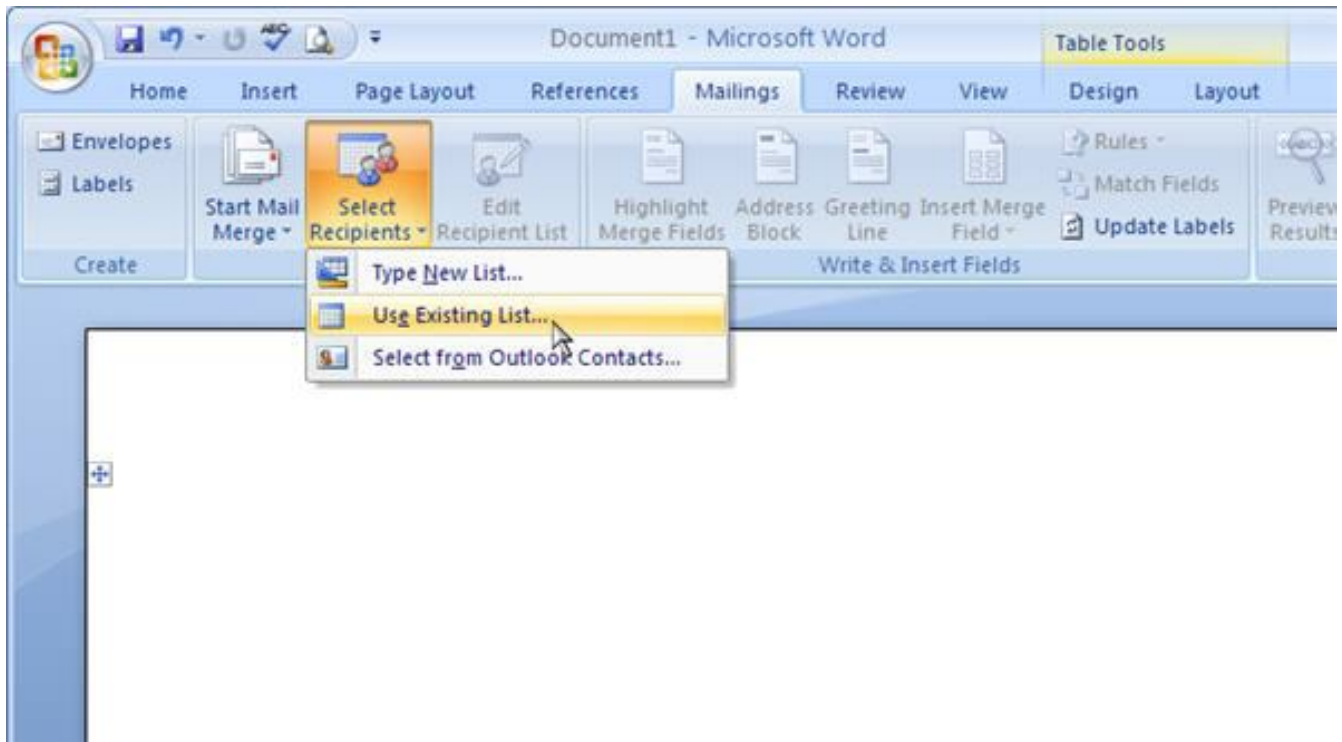 Document1 - Microsoft Word
Table Tools
Home Insert Page Layout References Mailings Review View Design Layout
Envelopes
Labels
Create
Start Mail
Merge
Select
Recipients
Edit
Recipient List
Highlight
Merge Fields
Address
Block
Greeting
Line
Insert Merge
Field
Rules
Match Fields
Update Labels
Write & Insert Fields
Preview
Results
Type New List...
Use Existing List...
Select from Outlook Contacts...